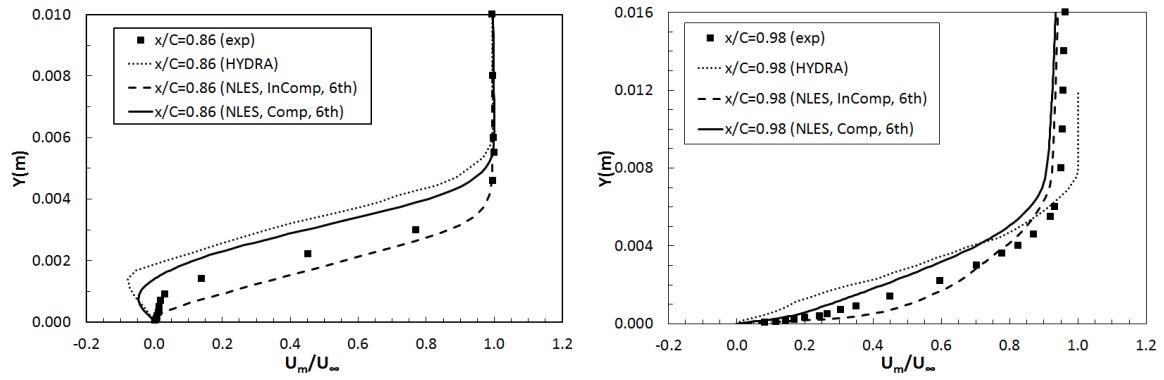 0.010
0.008
0.006
0.004
0.002
0.000
Y(m)
x/C=0.86 (exp)
x/C=0.86 (HYDRA)
x/C=0.86 (NLES, InComp, 6th)
x/C=0.86 (NLES, Comp, 6th)
-0.2 0.0 0.2 0.4 0.6 0.8 1.0 1.2
Um/U∞
0.016
0.012
0.008
0.004
0.000
Y(m)
x/C=0.98 (exp)
x/C=0.98 (HYDRA)
x/C=0.98 (NLES, InComp, 6th)
x/C=0.98 (NLES, Comp, 6th)
-0.2 0.0 0.2 0.4 0.6 0.8 1.0 1.2
Um/U∞